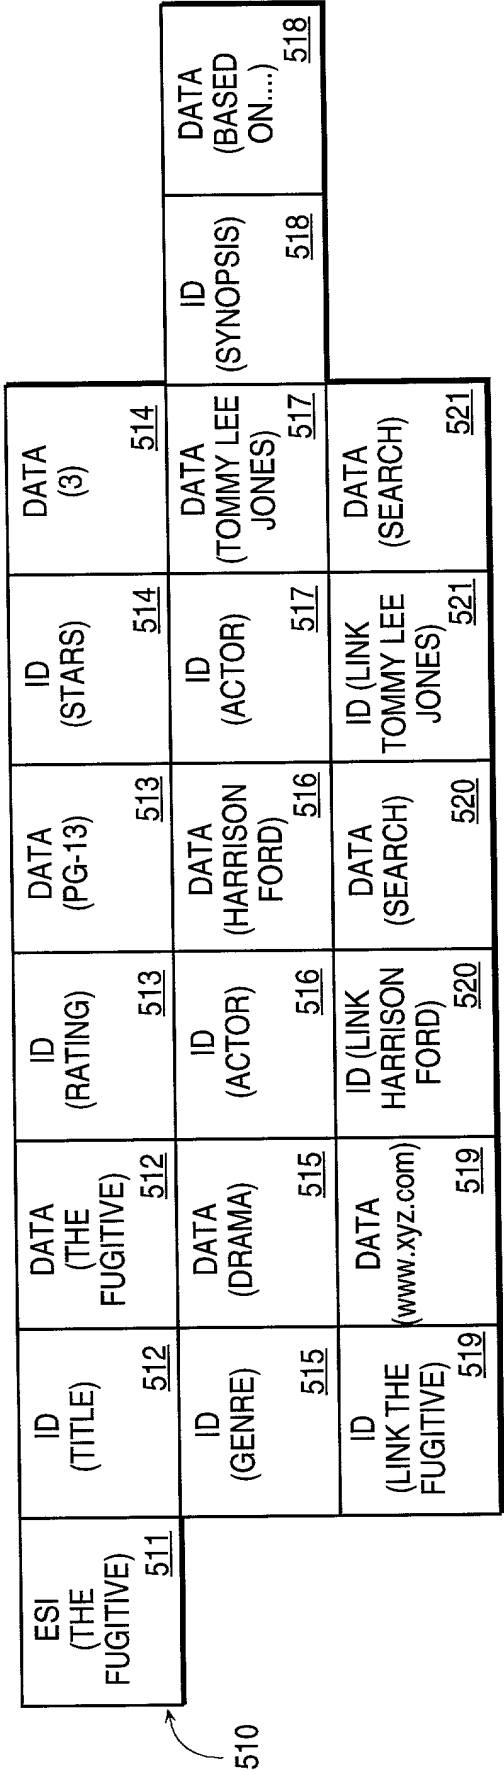 ESI
(THE
FUGITIVE)
511
ID
(TITLE)
512
DATA
(THE
FUGITIVE)
512
ID
(RATING)
513
DATA
(PG-13)
513
ID
(STARS)
514
DATA
(3)
514
ID
(GENRE)
515
DATA
(DRAMA)
515
ID
(ACTOR)
516
DATA
(HARRISON
FORD)
516
ID
(ACTOR)
517
DATA
(TOMMY LEE
JONES)
517
ID
(SYNOPSIS)
518
DATA
(BASED
ON....)
518
ID
(LINK THE
FUGITIVE)
519
DATA
(www.xyz.com)
519
ID (LINK
HARRISON
FORD)
520
DATA
(SEARCH)
520
ID (LINK
TOMMY LEE
JONES)
521
DATA
(SEARCH)
521
510